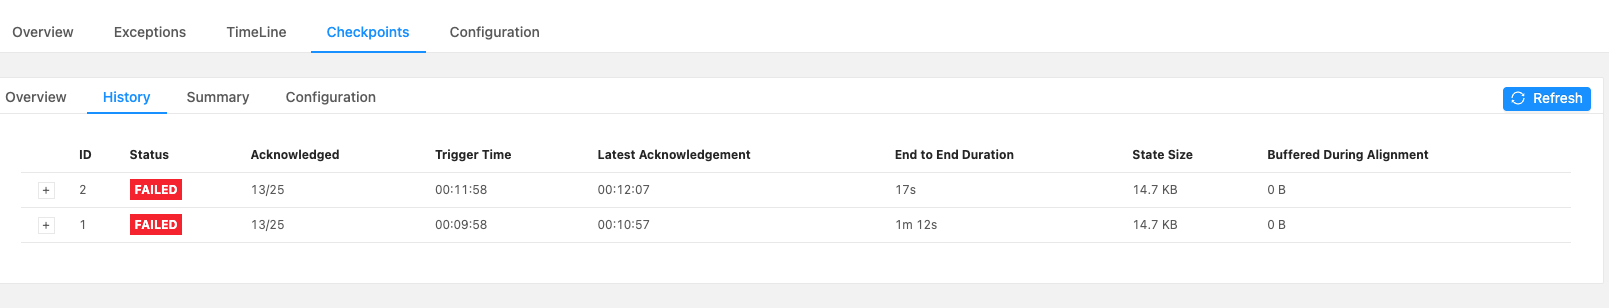 Overview Exceptions TimeLine Checkpoints Configuration
Overview History Summary Configuration Refresh
ID Status Acknowledged Trigger Time Latest Acknowledgement End to End Duration State Size Buffered During Alignment
+ 2 FAILED 13/25 00:11:58 00:12:07 17s 14.7 KB 0 B
+ 1 FAILED 13/25 00:09:58 00:10:57 1m 12s 14.7 KB 0 B